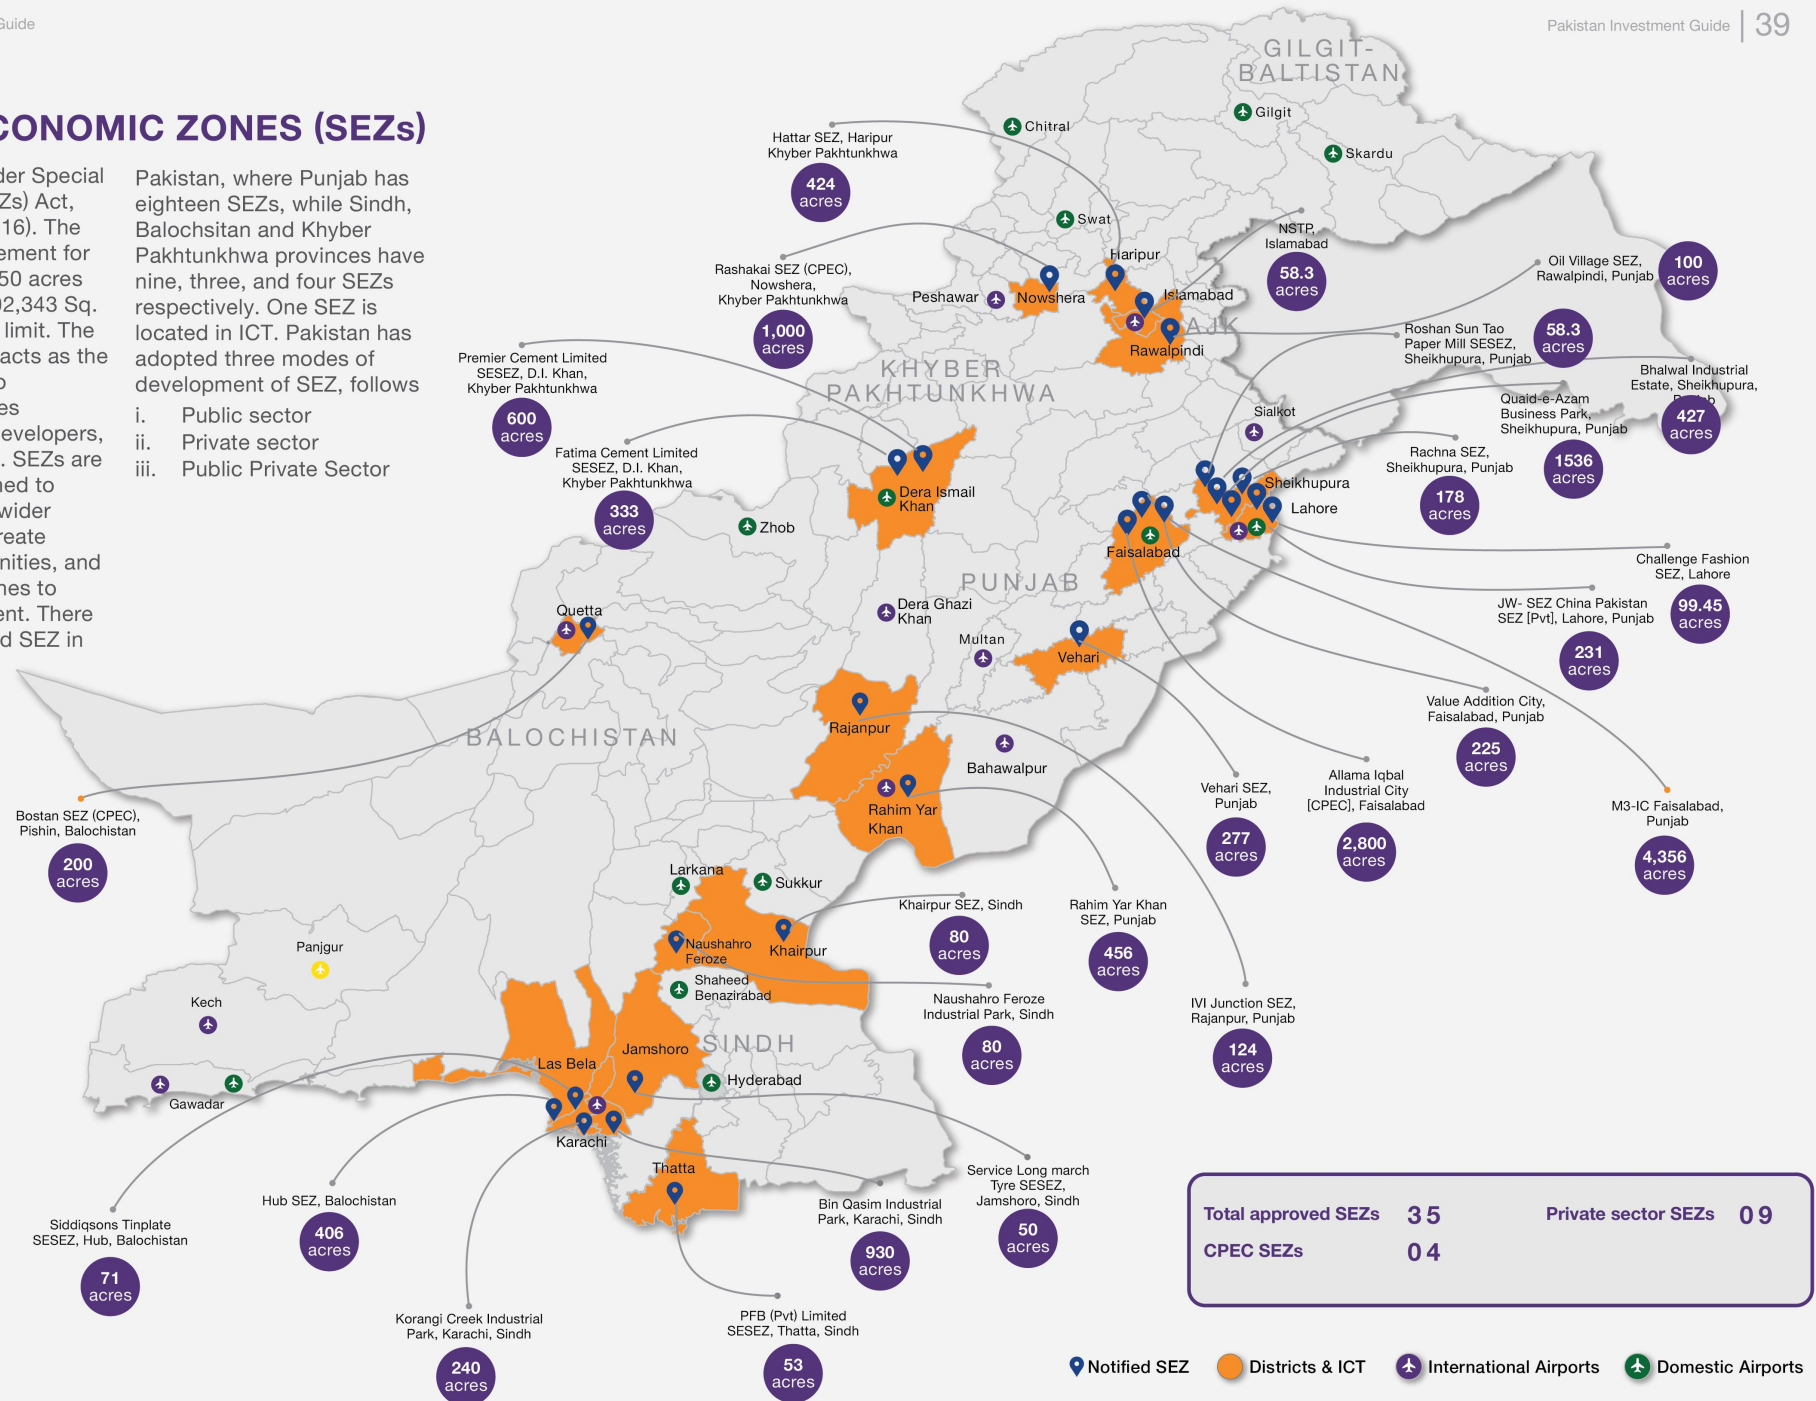 Guide
Pakistan Investment Guide | 39
CONOMIC ZONES (SEZs)
der Special
Zs) Act,
16). The
ement for
50 acres
92,343 Sq.
limit. The
acts as the
o
es
evelopers,
. SEZs are
ned to
wider
reate
nities, and
nes to
ent. There
d SEZ in
Pakistan, where Punjab has
eighteen SEZs, while Sindh,
Balochsitan and Khyber
Pakhtunkhwa provinces have
nine, three, and four SEZs
respectively. One SEZ is
located in ICT. Pakistan has
adopted three modes of
development of SEZ, follows
i. Public sector
ii. Private sector
iii. Public Private Sector
GILGIT-
BALTISTAN
Chitral
Gilgit
Skardu
Swat
Hattar SEZ, Haripur
Khyber Pakhtunkhwa
424
acres
Rashakai SEZ (CPEC),
Nowshera,
Khyber Pakhtunkhwa
1,000
acres
Peshawar
Nowshera
Haripur
Islamabad
Rawalpindi
AJK
NSTP,
Islamabad
58.3
acres
Oil Village SEZ,
Rawalpindi, Punjab
100
acres
Roshan Sun Tao
Paper Mill SESEZ,
Sheikhupura, Punjab
58.3
acres
Bhalwal Industrial
Estate, Sheikhupura,
427
acres
Quaid-e-Azam
Business Park,
Sheikhupura, Punjab
1536
acres
Rachna SEZ,
Sheikhupura, Punjab
178
acres
Premier Cement Limited
SESEZ, D.I. Khan,
Khyber Pakhtunkhwa
600
acres
Fatima Cement Limited
SESEZ, D.I. Khan,
Khyber Pakhtunkhwa
333
acres
KHYBER
PAKHTUNKHWA
Sialkot
Dera Ismail
Khan
Zhob
Sheikhupura
Lahore
Faisalabad
PUNJAB
Challenge Fashion
SEZ, Lahore
99.45
acres
JW- SEZ China Pakistan
SEZ [Pvt], Lahore, Punjab
231
acres
Quetta
Dera Ghazi
Khan
Multan
Vehari
Rajanpur
BALOCHISTAN
Bahawalpur
Rahim Yar
Khan
Value Addition City,
Faisalabad, Punjab
225
acres
Vehari SEZ,
Punjab
277
acres
Allama Iqbal
Industrial City
[CPEC], Faisalabad
2,800
acres
M3-IC Faisalabad,
Punjab
4,356
acres
Bostan SEZ (CPEC),
Pishin, Balochistan
200
acres
Larkana
Sukkur
Khairpur SEZ, Sindh
80
acres
Rahim Yar Khan
SEZ, Punjab
456
acres
Panjgur
Naushahro
Feroze
Khairpur
Shaheed
Benazirabad
Naushahro Feroze
Industrial Park, Sindh
80
acres
IVI Junction SEZ,
Rajanpur, Punjab
124
acres
Kech
Gawadar
Las Bela
Jamshoro
SINDH
Hyderabad
Karachi
Thatta
Siddiqsons Tinplate
SESEZ, Hub, Balochistan
71
acres
Hub SEZ, Balochistan
406
acres
Korangi Creek Industrial
Park, Karachi, Sindh
240
acres
PFB (Pvt) Limited
SESEZ, Thatta, Sindh
53
acres
Bin Qasim Industrial
Park, Karachi, Sindh
930
acres
Service Long march
Tyre SESEZ,
Jamshoro, Sindh
50
acres
Total approved SEZs 35
Private sector SEZs 09
CPEC SEZs 04
Notified SEZ
Districts & ICT
International Airports
Domestic Airports